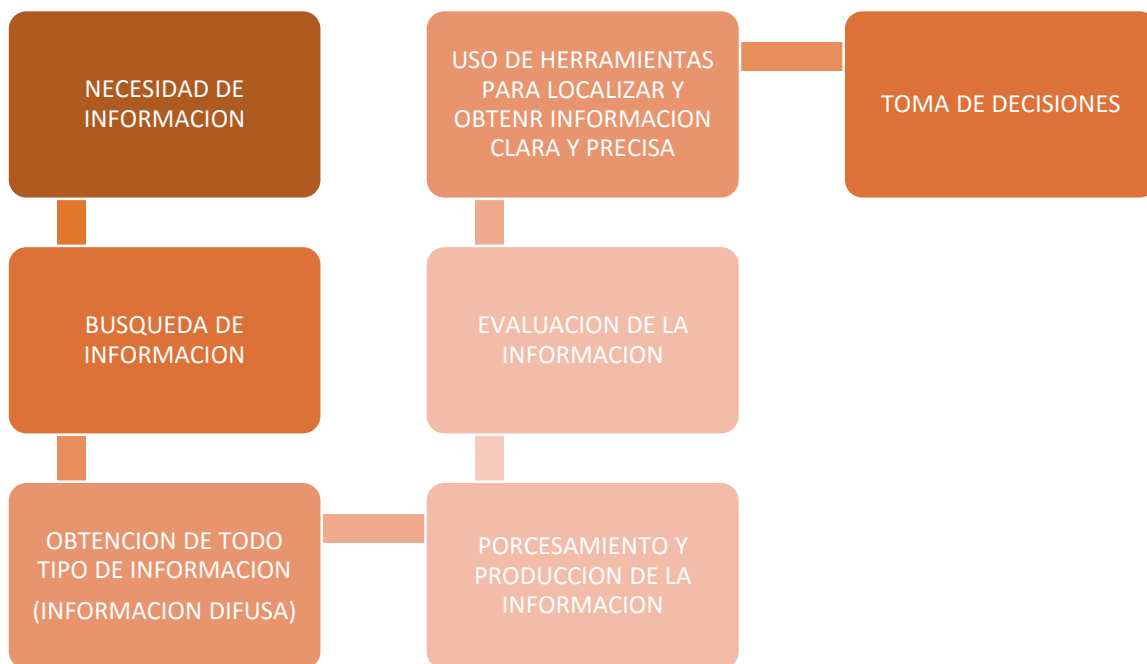 NECESIDAD DE
INFORMACION
BUSQUEDA DE
INFORMACION
OBTENCION DE TODO
TIPO DE INFORMACION
(INFORMACION DIFUSA)
PORCESAMIENTO Y
PRODUCCION DE LA
INFORMACION
EVALUACION DE LA
INFORMACION
USO DE HERRAMIENTAS
PARA LOCALIZAR Y
OBTENR INFORMACION
CLARA Y PRECISA
TOMA DE DECISIONES